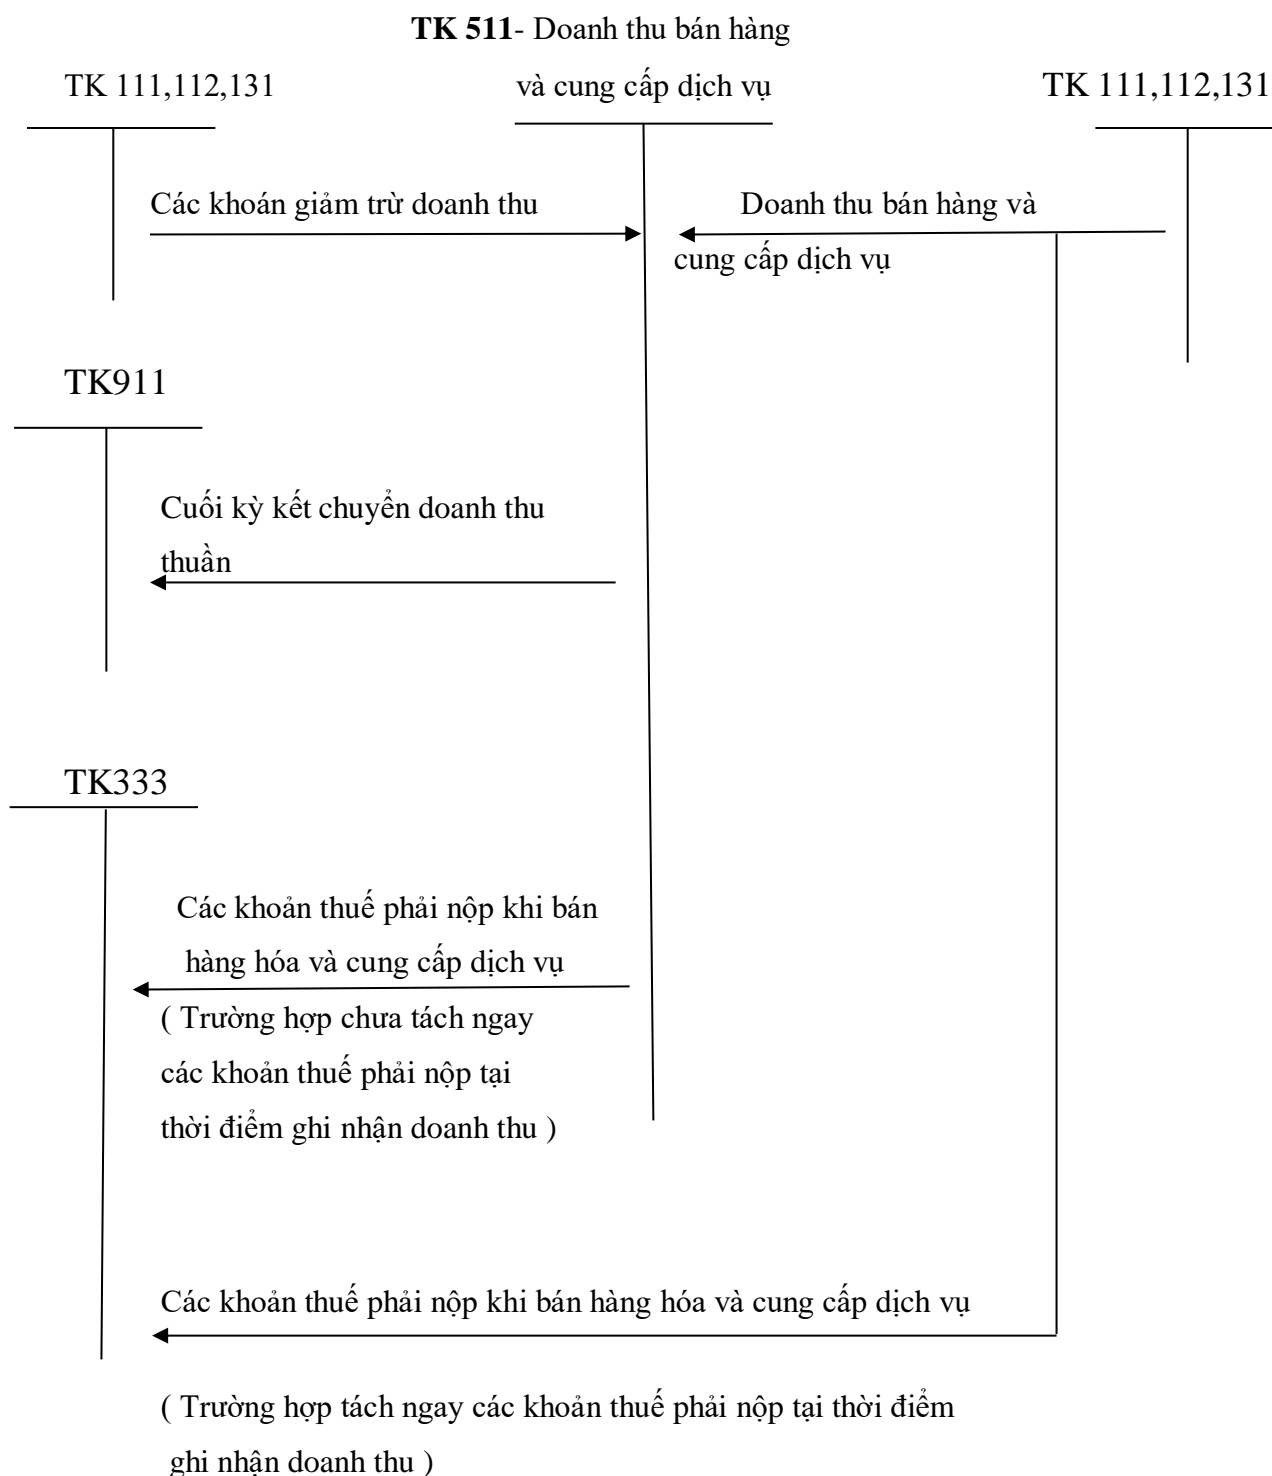 TK 511- Doanh thu bán hàng
và cung cấp dịch vụ
TK 111,112,131
TK 111,112,131
Các khoán giảm trừ doanh thu
Doanh thu bán hàng và
cung cấp dịch vụ
TK911
Cuối kỳ kết chuyển doanh thu
thuần
TK333
Các khoản thuế phải nộp khi bán
hàng hóa và cung cấp dịch vụ
( Trường hợp chưa tách ngay
các khoản thuế phải nộp tại
thời điểm ghi nhận doanh thu )
Các khoản thuế phải nộp khi bán hàng hóa và cung cấp dịch vụ
( Trường hợp tách ngay các khoản thuế phải nộp tại thời điểm
ghi nhận doanh thu )